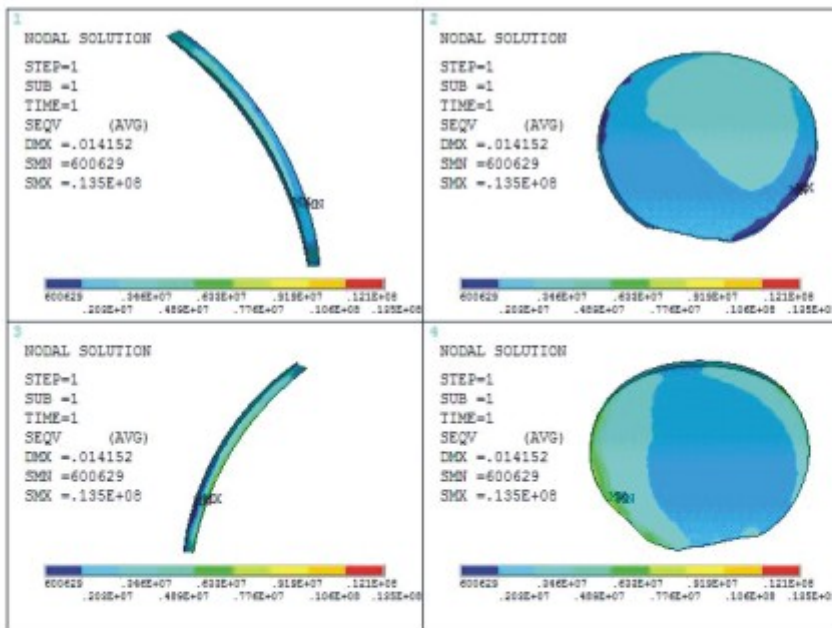 1
NODAL SOLUTION
STEP=1
SUB =1
TIME=1
SEQV (AVG)
DMX =.014152
SMN =600629
SMX =.135E+08
600629 .346E+07 .633E+07 .919E+07 .121E+08
.203E+07 .489E+07 .776E+07 .106E+08 .135E+08
2
NODAL SOLUTION
STEP=1
SUB =1
TIME=1
SEQV (AVG)
DMX =.014152
SMN =600629
SMX =.135E+08
600629 .346E+07 .633E+07 .919E+07 .121E+08
.203E+07 .489E+07 .776E+07 .106E+08 .135E+08
3
NODAL SOLUTION
STEP=1
SUB =1
TIME=1
SEQV (AVG)
DMX =.014152
SMN =600629
SMX =.135E+08
600629 .346E+07 .633E+07 .919E+07 .121E+08
.203E+07 .489E+07 .776E+07 .106E+08 .135E+08
4
NODAL SOLUTION
STEP=1
SUB =1
TIME=1
SEQV (AVG)
DMX =.014152
SMN =600629
SMX =.135E+08
600629 .346E+07 .633E+07 .919E+07 .121E+08
.203E+07 .489E+07 .776E+07 .106E+08 .135E+08